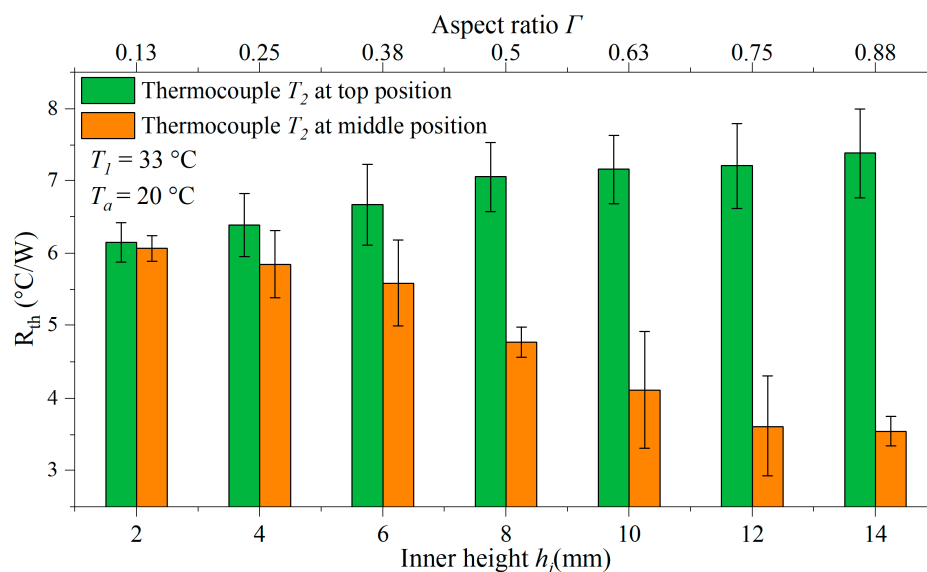 Aspect ratio Γ
0.13 0.25 0.38 0.5 0.63 0.75 0.88
Thermocouple T2 at top position
Thermocouple T2 at middle position
T1 = 33 °C
Ta = 20 °C
8
7
6
5
4
3
Rth (°C/W)
2 4 6 8 10 12 14
Inner height hi(mm)